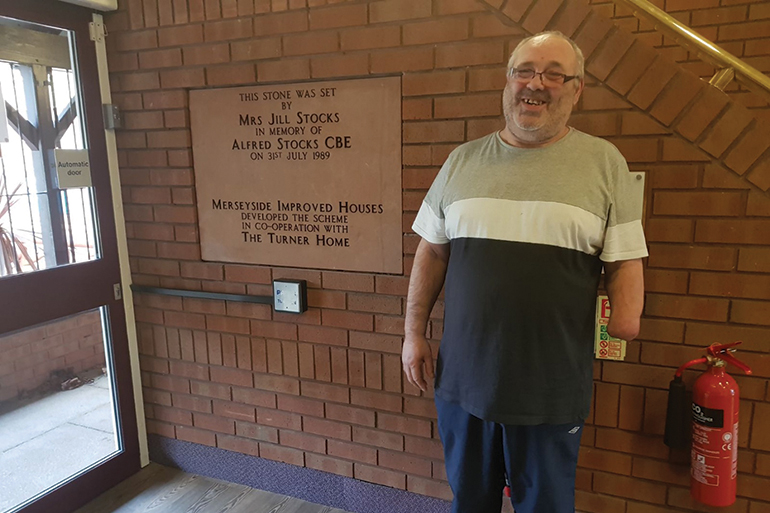 THIS STONE WAS SET
BY
MRS JILL STOCKS
IN MEMORY OF
ALFRED STOCKS CBE
ON 31ST JULY 1989
MERSEYSIDE IMPROVED HOUSES
DEVELOPED THE SCHEME
IN CO-OPERATION WITH
THE TURNER HOME
Automatic
door
CO2